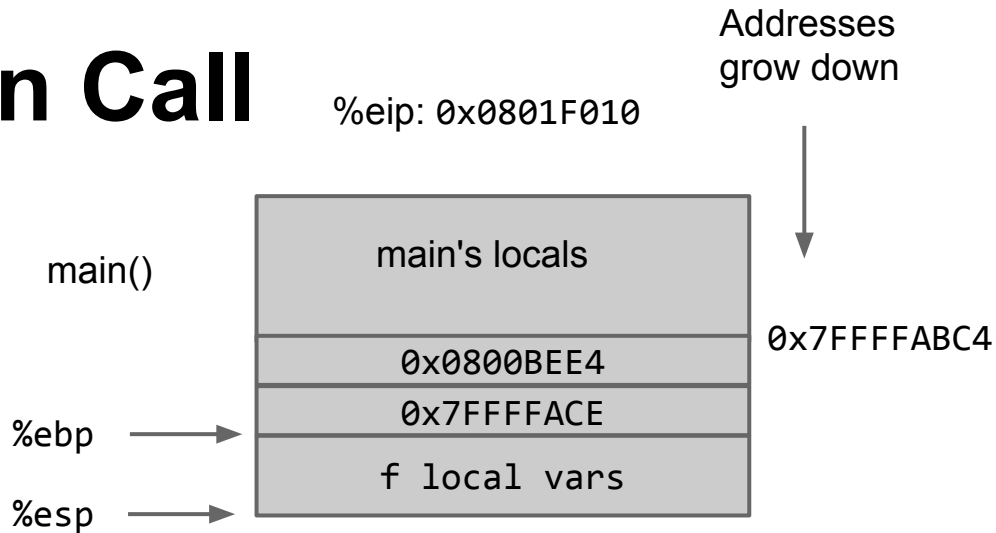 n Call
Addresses
grow down
%eip: 0x0801F010
main()
main's locals
0x7FFFFABC4
0x0800BEE4
0x7FFFFACE
%ebp
f local vars
%esp